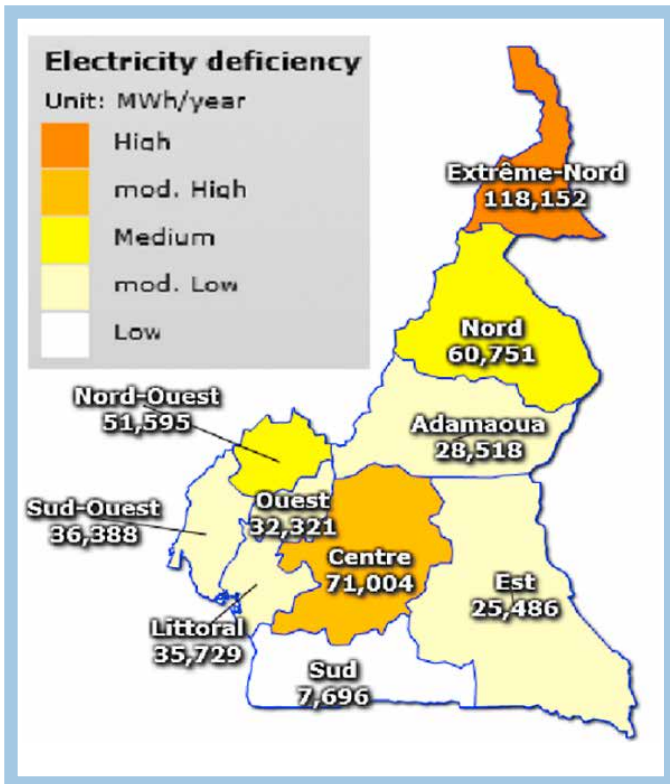 Electricity deficiency
Unit: MWh/year
High
mod. High
Medium
mod. Low
Low
Extrême-Nord
118,152
Nord
60,751
Nord-Ouest
51,595
Adamaoua
28,518
Sud-Ouest
36,388
Ouest
32,321
Centre
71,004
Est
25,486
Littoral
35,729
Sud
7,696